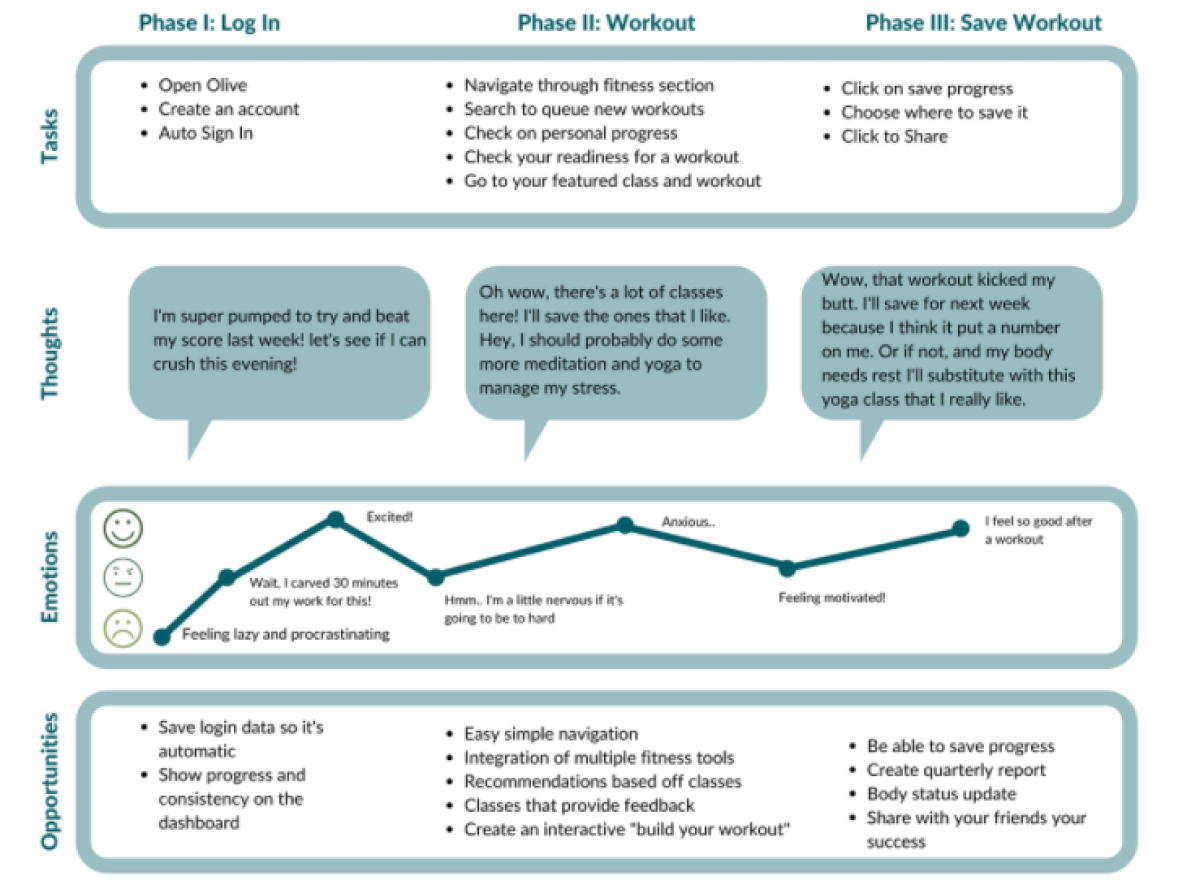 Phase I: Log In
Phase II: Workout
Phase III: Save Workout
Tasks
• Open Olive
• Create an account
• Auto Sign In
• Navigate through fitness section
• Search to queue new workouts
• Check on personal progress
• Check your readiness for a workout
• Go to your featured class and workout
• Click on save progress
• Choose where to save it
• Click to Share
Thoughts
I'm super pumped to try and beat
my score last week! let's see if I can
crush this evening!
Oh wow, there's a lot of classes
here! I'll save the ones that I like.
Hey, I should probably do some
more meditation and yoga to
manage my stress.
Wow, that workout kicked my
butt. I'll save for next week
because I think it put a number
on me. Or if not, and my body
needs rest I'll substitute with this
yoga class that I really like.
Emotions
Feeling lazy and procrastinating
Wait, I carved 30 minutes
out my work for this!
Excited!
Hmm.. I'm a little nervous if it's
going to be to hard
Anxious..
Feeling motivated!
I feel so good after
a workout
Opportunities
• Save login data so it's
automatic
• Show progress and
consistency on the
dashboard
• Easy simple navigation
• Integration of multiple fitness tools
• Recommendations based off classes
• Classes that provide feedback
• Create an interactive "build your workout"
• Be able to save progress
• Create quarterly report
• Body status update
• Share with your friends your
success